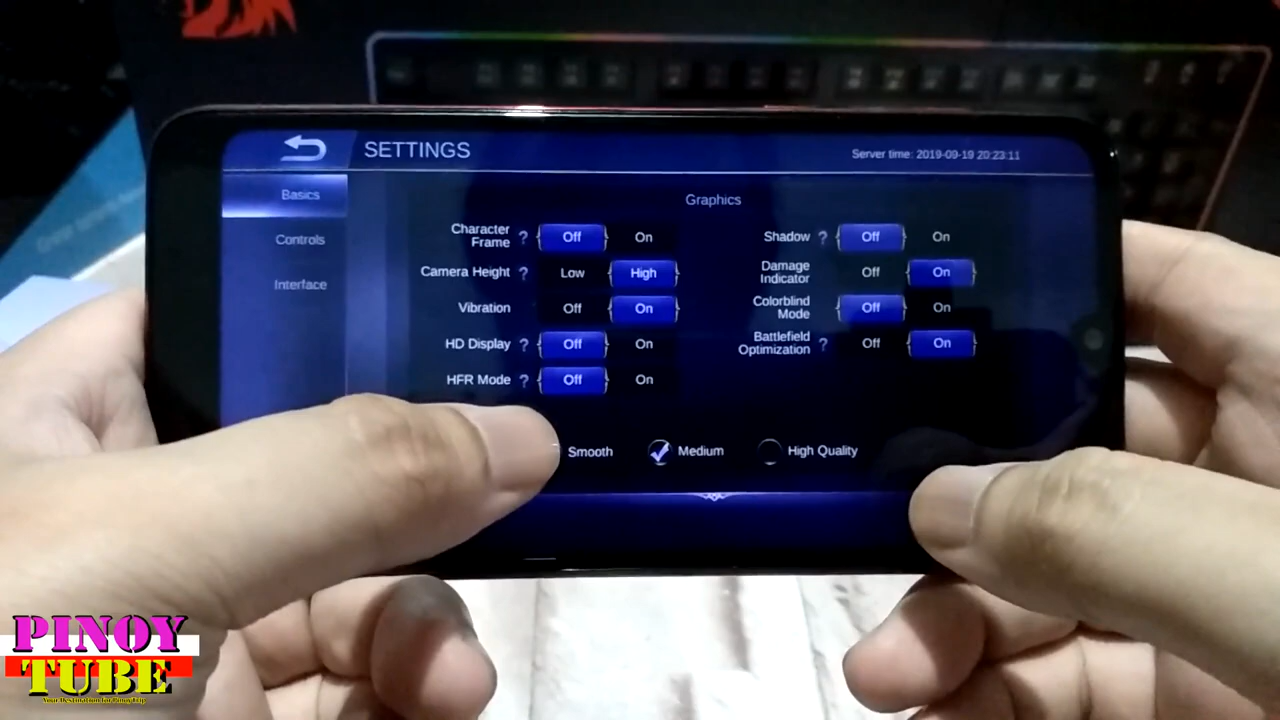 SETTINGS
Server time: 2019-09-19 20:23:11
Basics
Controls
Interface
Graphics
Character Frame ? Off On
Camera Height ? Low High
Vibration Off On
HD Display ? Off On
HFR Mode ? Off On
Shadow ? Off On
Damage Indicator Off On
Colorblind Mode Off On
Battlefield Optimization ? Off On
Smooth Medium High Quality
PINOY
TUBE